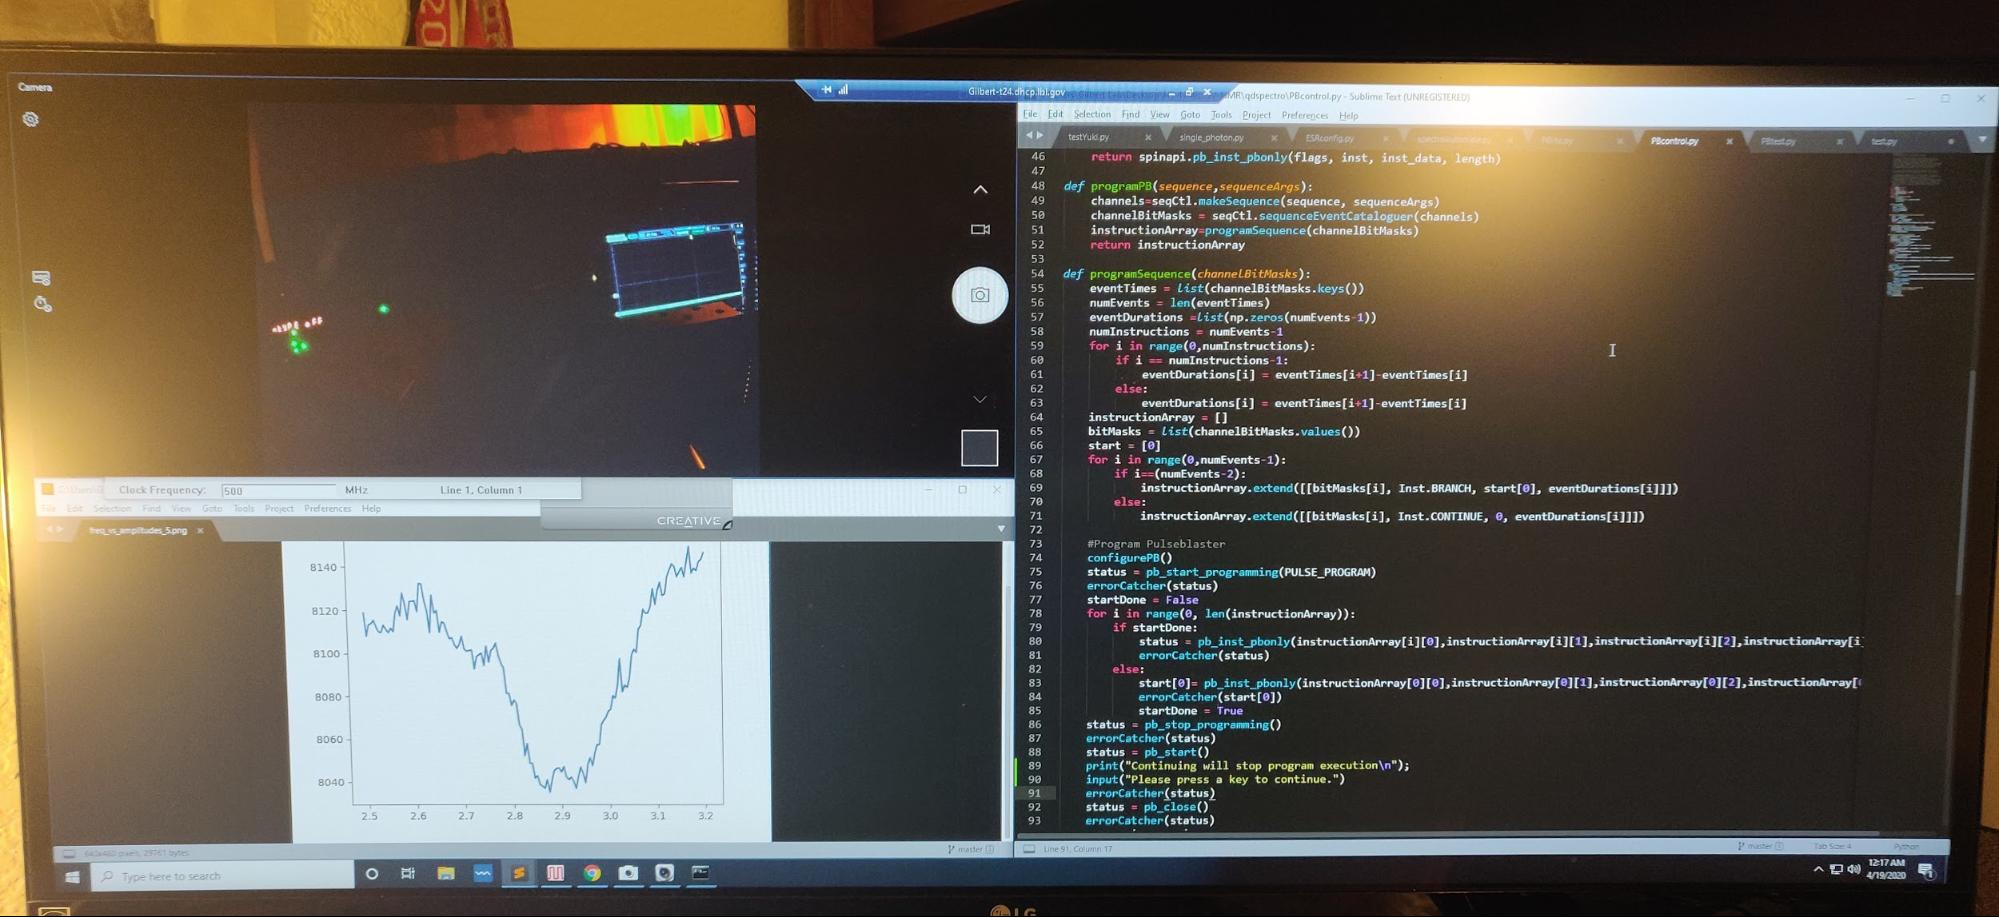 Camera
Gilbert-t24.dhcp.lbl.gov
MR\qdspectro\PBcontrol.py - Sublime Text (UNREGISTERED)
File Edit Selection Find View Goto Tools Project Preferences Help
testYuki.py
single_photon.py
ESRconfig.py
PBcontrol.py
PBtest.py
test.py
46 return spinapi.pb_inst_pbonly(flags, inst, inst_data, length)
47
48 def programPB(sequence,sequenceArgs):
49 channels=seqCtl.makeSequence(sequence, sequenceArgs)
50 channelBitMasks = seqCtl.sequenceEventCataloguer(channels)
51 instructionArray=programSequence(channelBitMasks)
52 return instructionArray
53
54 def programSequence(channelBitMasks):
55 eventTimes = list(channelBitMasks.keys())
56 numEvents = len(eventTimes)
57 eventDurations =list(np.zeros(numEvents-1))
58 numInstructions = numEvents-1
59 for i in range(0,numInstructions):
60 if i == numInstructions-1:
61 eventDurations[i] = eventTimes[i+1]-eventTimes[i]
62 else:
63 eventDurations[i] = eventTimes[i+1]-eventTimes[i]
64 instructionArray = []
65 bitMasks = list(channelBitMasks.values())
66 start = [0]
67 for i in range(0,numEvents-1):
68 if i==(numEvents-2):
69 instructionArray.extend([[bitMasks[i], Inst.BRANCH, start[0], eventDurations[i]]])
70 else:
71 instructionArray.extend([[bitMasks[i], Inst.CONTINUE, 0, eventDurations[i]]])
72
73 #Program Pulseblaster
74 configurePB()
75 status = pb_start_programming(PULSE_PROGRAM)
76 errorCatcher(status)
77 startDone = False
78 for i in range(0, len(instructionArray)):
79 if startDone:
80 status = pb_inst_pbonly(instructionArray[i][0],instructionArray[i][1],instructionArray[i][2],instructionArray[i]
81 errorCatcher(status)
82 else:
83 start[0]= pb_inst_pbonly(instructionArray[0][0],instructionArray[0][1],instructionArray[0][2],instructionArray[0
84 errorCatcher(start[0])
85 startDone = True
86 status = pb_stop_programming()
87 errorCatcher(status)
88 status = pb_start()
89 print("Continuing will stop program execution\n");
90 input("Please press a key to continue.")
91 errorCatcher(status)
92 status = pb_close()
93 errorCatcher(status)
Line 91, Column 17
master
Tab Size: 4
Python
Clock Frequency: 500 MHz
Line 1, Column 1
File Edit Selection Find View Goto Tools Project Preferences Help
CREATIVE
freq_vs_amplitudes_5.png
8140
8120
8100
8080
8060
8040
2.5 2.6 2.7 2.8 2.9 3.0 3.1 3.2
640x480 pixels, 29761 bytes
master
Type here to search
12:17 AM
4/19/2020
LG